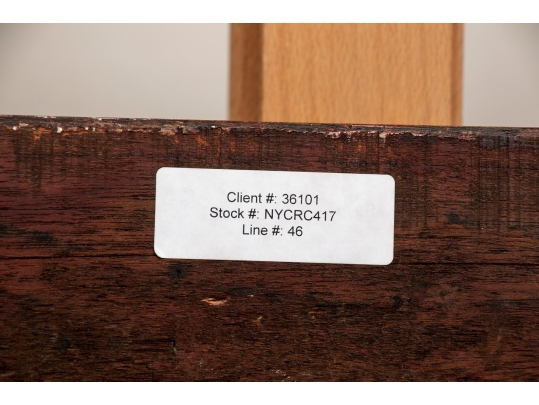 Client #: 36101
Stock #: NYCRC417
Line #: 46